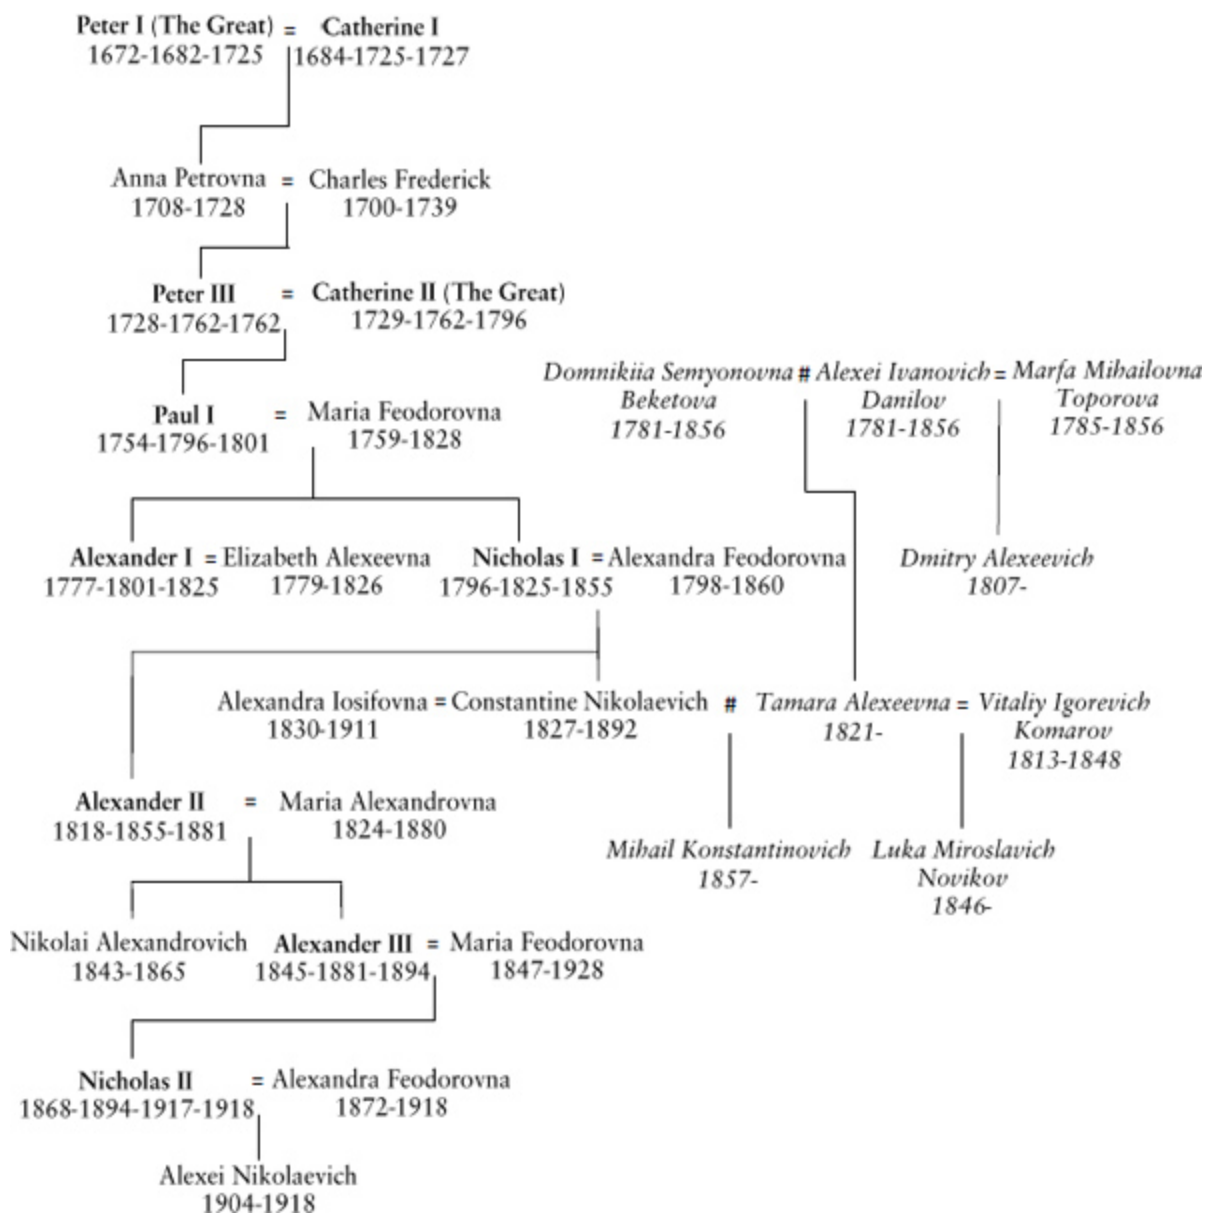 Peter I (The Great) = Catherine I
1672-1682-1725 1684-1725-1727
Anna Petrovna = Charles Frederick
1708-1728 1700-1739
Peter III = Catherine II (The Great)
1728-1762-1762 1729-1762-1796
Domnikiia Semyonovna # Alexei Ivanovich = Marfa Mihailovna
Beketova Danilov Toporova
1781-1856 1781-1856 1785-1856
Paul I = Maria Feodorovna
1754-1796-1801 1759-1828
Alexander I = Elizabeth Alexeevna Nicholas I = Alexandra Feodorovna Dmitry Alexeevich
1777-1801-1825 1779-1826 1796-1825-1855 1798-1860 1807-
Alexandra Iosifovna = Constantine Nikolaevich # Tamara Alexeevna = Vitaliy Igorevich
1830-1911 1827-1892 1821- Komarov
1813-1848
Alexander II = Maria Alexandrovna
1818-1855-1881 1824-1880
Mihail Konstantinovich Luka Miroslavich
1857- Novikov
1846-
Nikolai Alexandrovich Alexander III = Maria Feodorovna
1843-1865 1845-1881-1894 1847-1928
Nicholas II = Alexandra Feodorovna
1868-1894-1917-1918 1872-1918
Alexei Nikolaevich
1904-1918